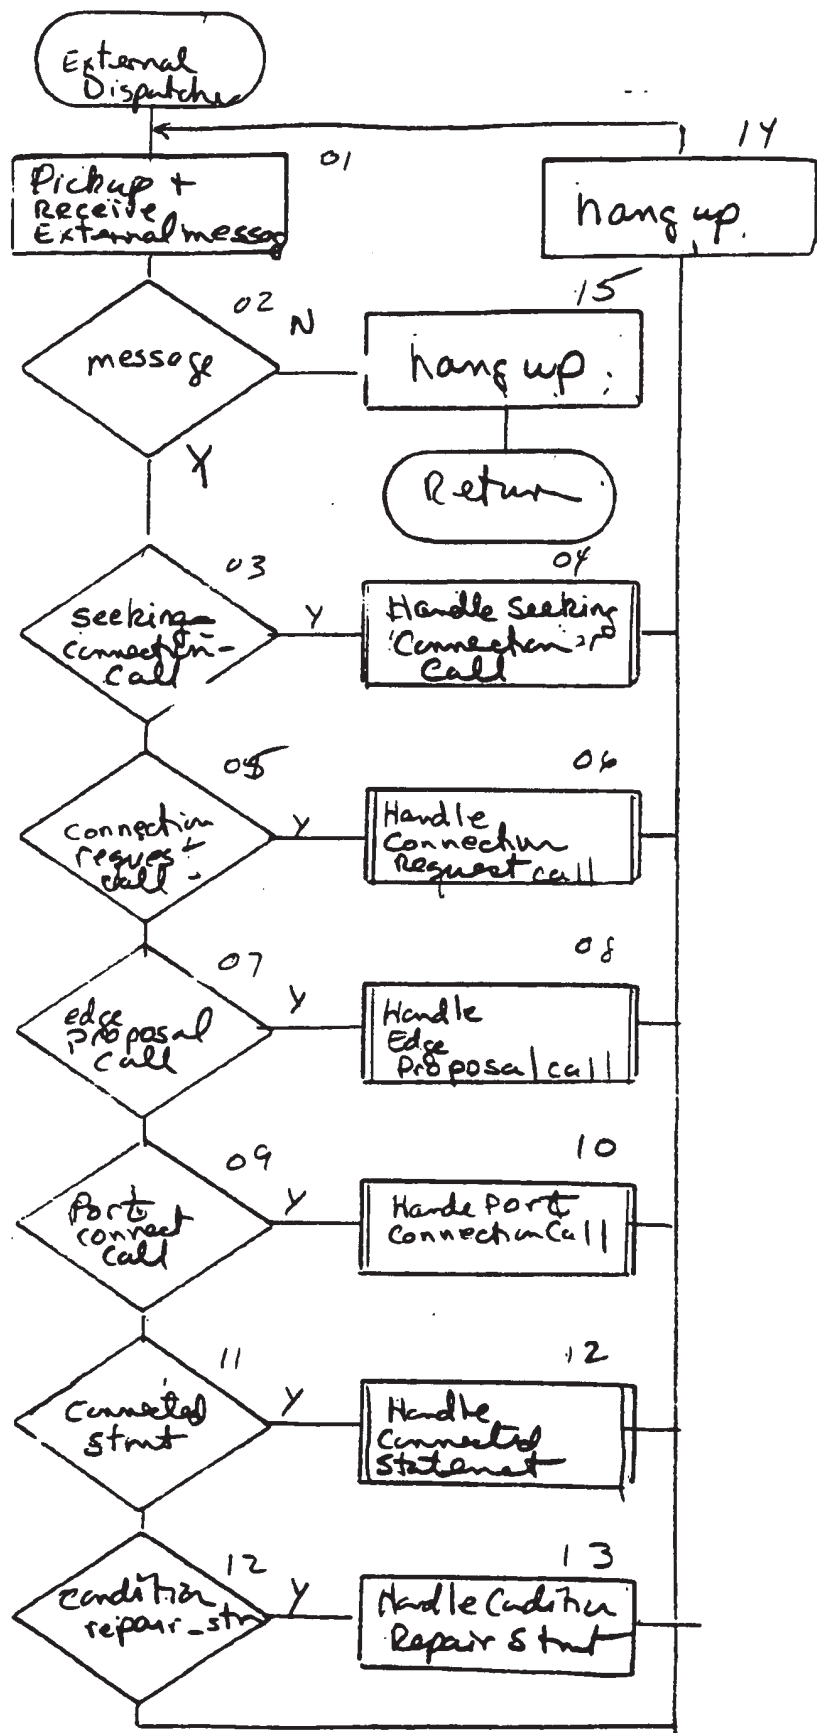 External
Dispatcher
01
Pickup +
Receive
External message
14
hang up.
02
message
N
15
hang up.
Y
Return
03
Seeking-
Connection-
Call
Y
04
Handle Seeking
Connection
Call
05
Connection
request
call
Y
06
Handle
Connection
Request call
07
edge
Proposal
Call
Y
08
Handle
Edge
Proposal call
09
Port
connect
Call
Y
10
Hande Port
Connection Call
11
Connected
Stmt
Y
12
Handle
Connected
Statement
12
Condition
repair_stm
Y
13
Handle Condition
Repair Stmt